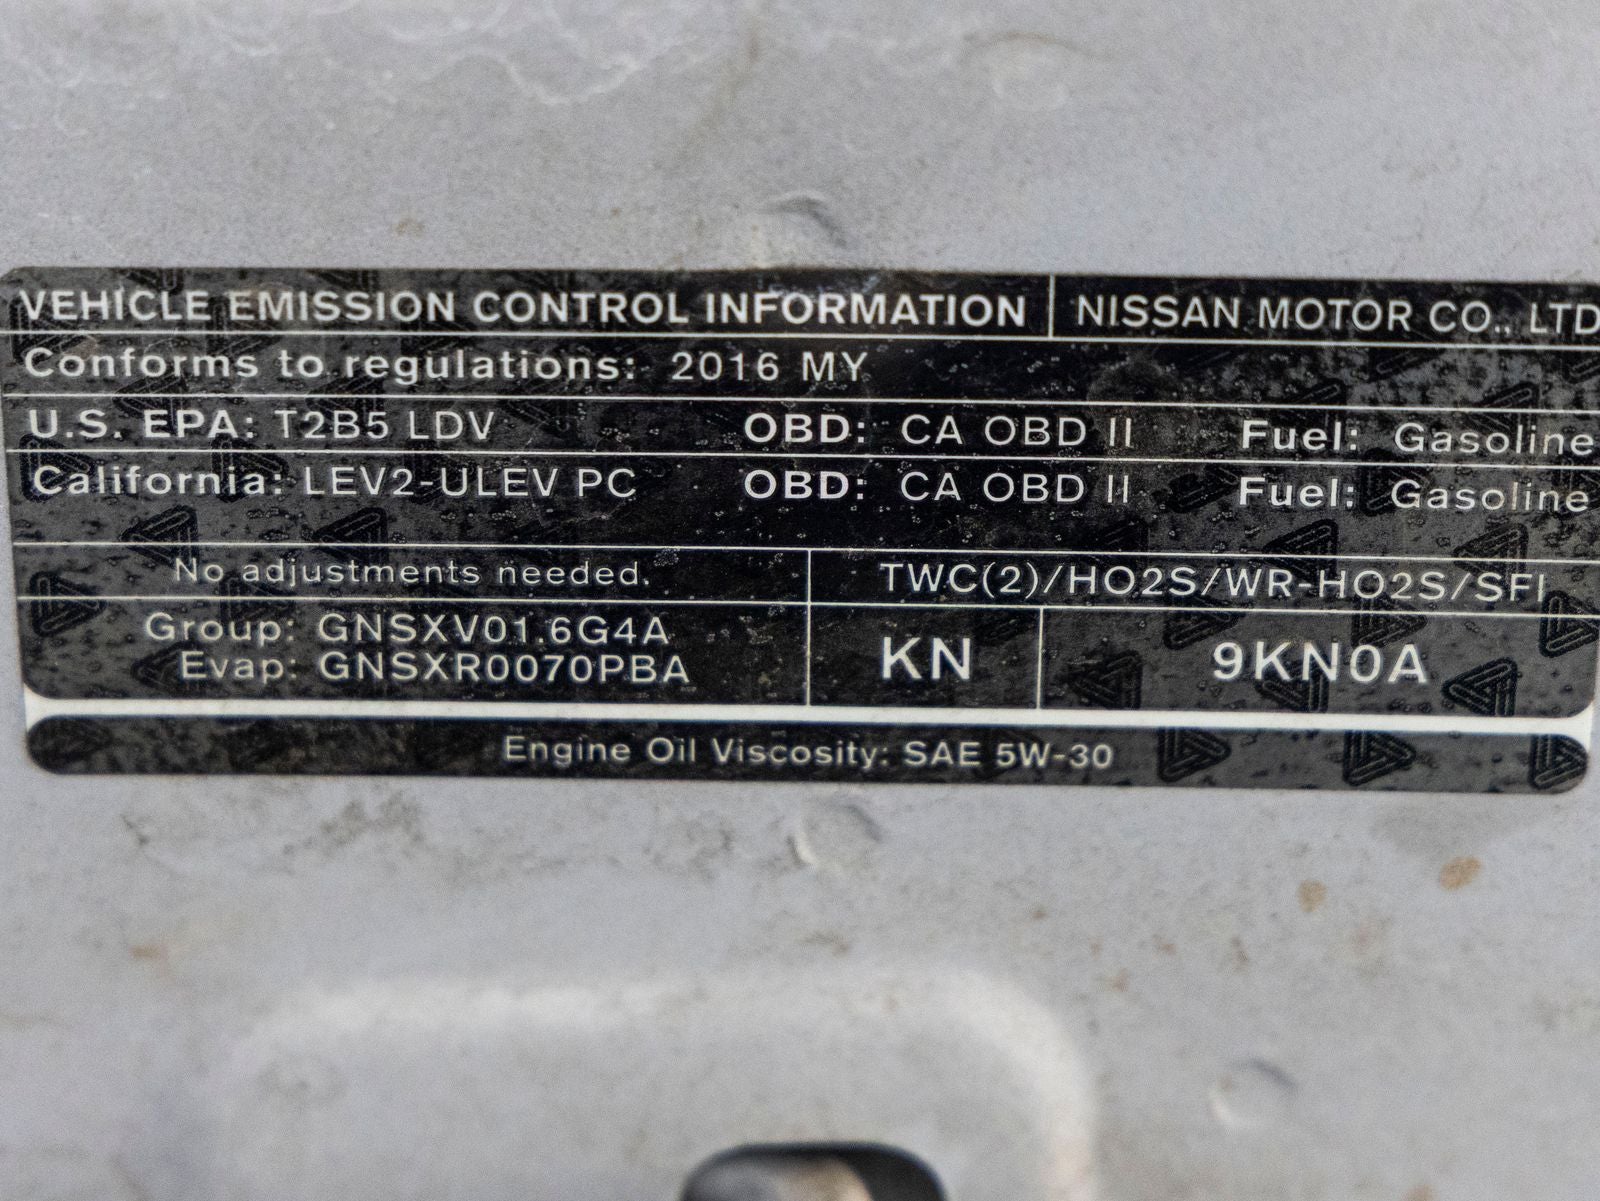 VEHICLE EMISSION CONTROL INFORMATION NISSAN MOTOR CO., LTD
Conforms to regulations: 2016 MY
U.S. EPA: T2B5 LDV OBD: CA OBD II Fuel: Gasoline
California: LEV2-ULEV PC OBD: CA OBD II Fuel: Gasoline
No adjustments needed. TWC(2)/HO2S/WR-HO2S/SFI
Group: GNSXV01.6G4A
Evap: GNSXR0070PBA
KN 9KN0A
Engine Oil Viscosity: SAE 5W-30